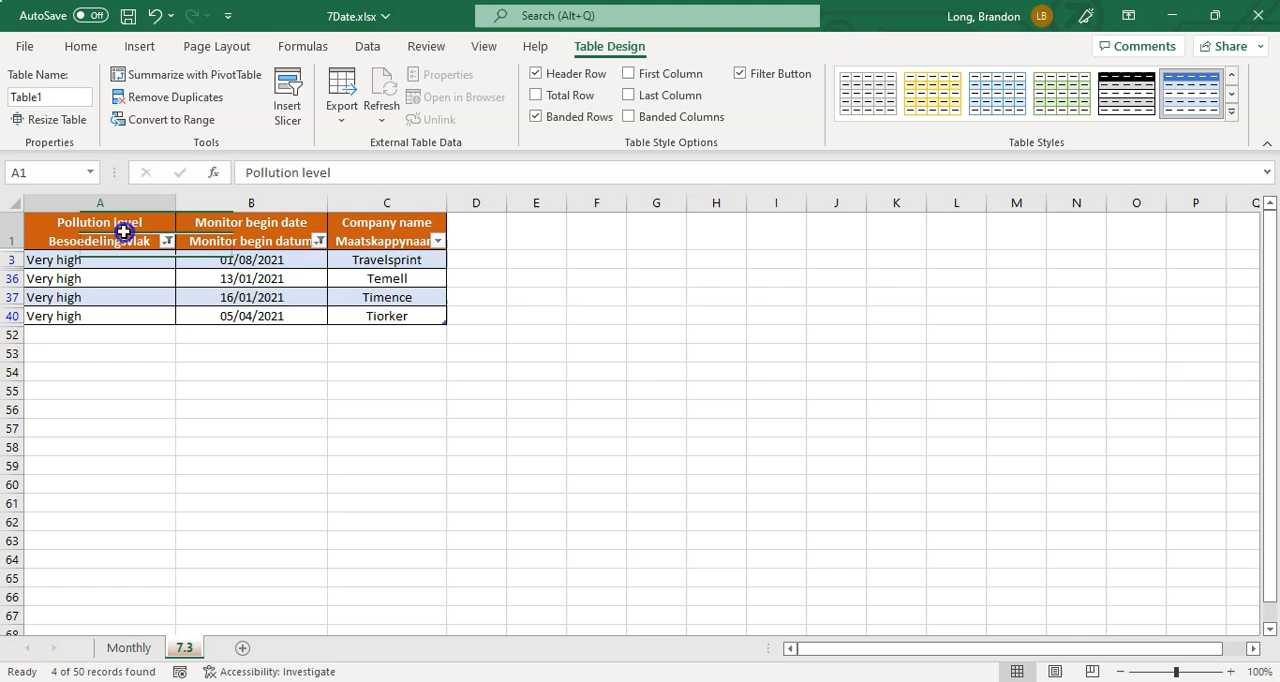 AutoSave Off 7Date.xlsx Search (Alt+Q) Long, Brandon LB
File Home Insert Page Layout Formulas Data Review View Help Table Design Comments Share
Table Name: Summarize with PivotTable Properties Header Row First Column Filter Button
Table1 Remove Duplicates Insert Slicer Export Refresh Open in Browser Total Row Last Column
Resize Table Convert to Range Unlink Banded Rows Banded Columns
Properties Tools External Table Data Table Style Options Table Styles
A1 fx Pollution level
A B C D E F G H I J K L M N O P Q
Pollution level Monitor begin date Company name
1 Monitor begin datum
3 Very high 01/08/2021 Travelsprint
36 Very high 13/01/2021 Temell
37 Very high 16/01/2021 Timence
40 Very high 05/04/2021 Tiorker
52
53
54
55
56
57
58
59
60
61
62
63
64
65
66
67
68
Monthly 7.3
Ready 4 of 50 records found Accessibility: Investigate 100%